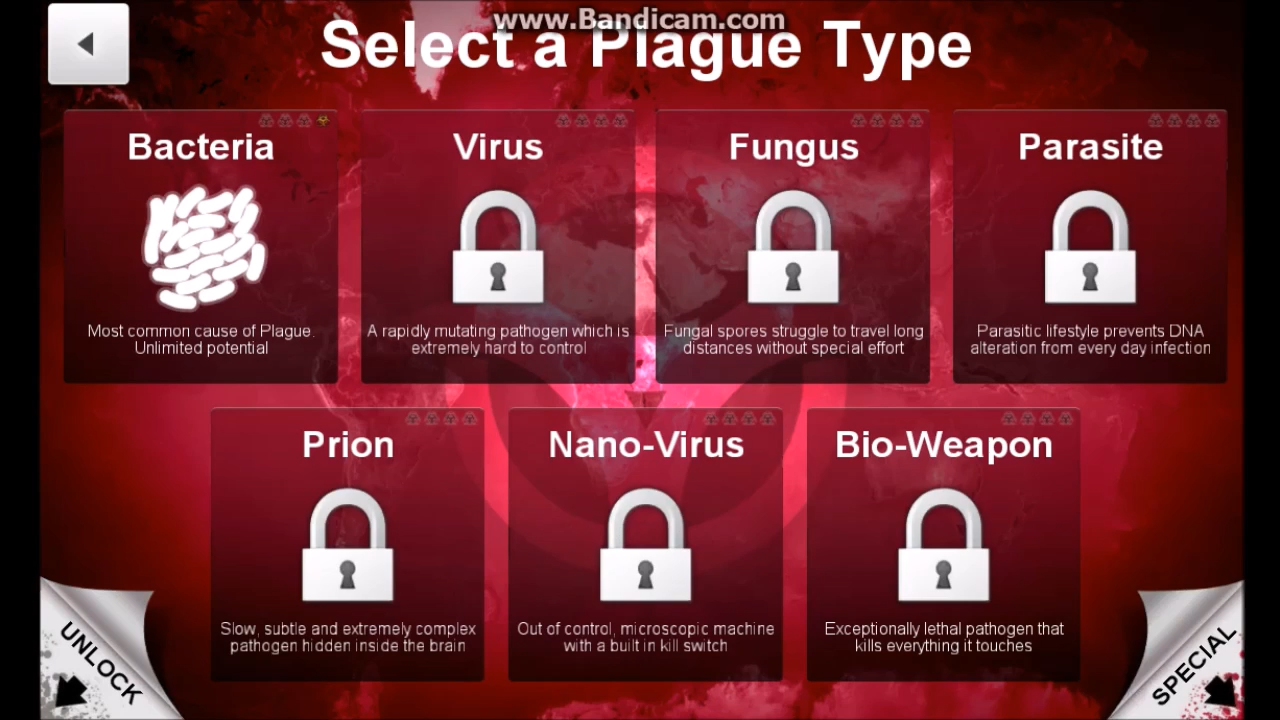 www.Bandicam.com
Select a Plague Type
Bacteria
Most common cause of Plague.
Unlimited potential
Virus
A rapidly mutating pathogen which is
extremely hard to control
Fungus
Fungal spores struggle to travel long
distances without special effort
Parasite
Parasitic lifestyle prevents DNA
alteration from every day infection
Prion
Slow, subtle and extremely complex
pathogen hidden inside the brain
Nano-Virus
Out of control, microscopic machine
with a built in kill switch
Bio-Weapon
Exceptionally lethal pathogen that
kills everything it touches
UNLOCK
SPECIAL